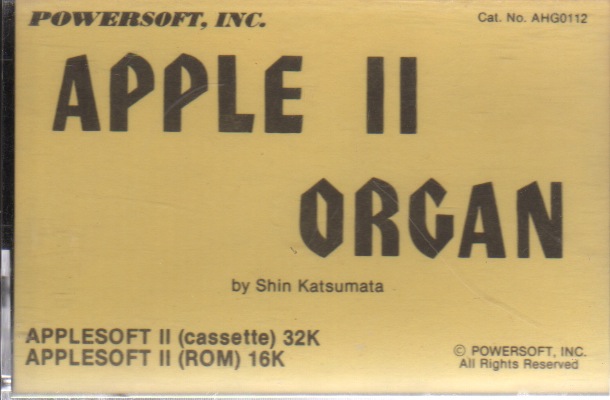 POWERSOFT, INC.
Cat. No. AHG0112
APPLE II
ORGAN
by Shin Katsumata
APPLESOFT II (cassette) 32K
APPLESOFT II (ROM) 16K
© POWERSOFT, INC.
All Rights Reserved